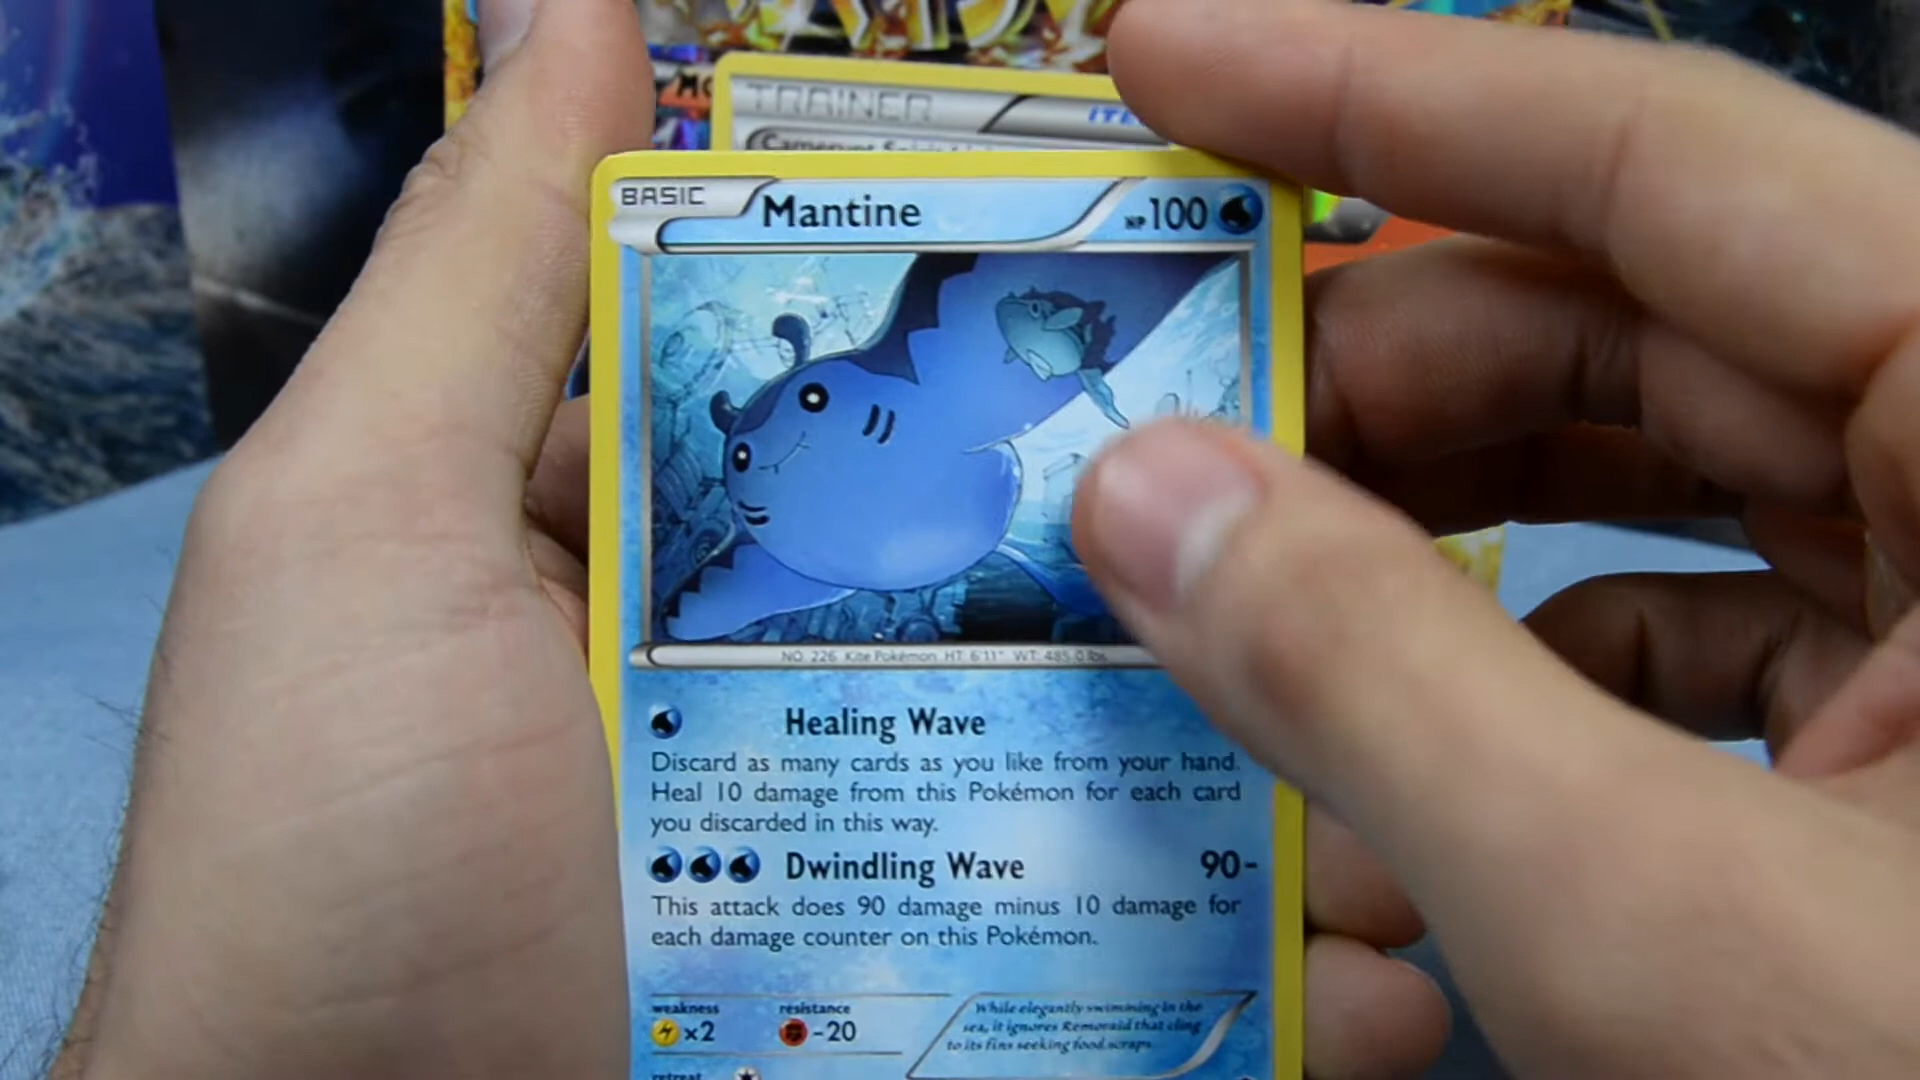 TRAINER
Camerupt Spirit Link
BASIC Mantine HP100
NO. 226 Kite Pokémon HT: 6'11" WT: 485.0 lbs.
Healing Wave
Discard as many cards as you like from your hand.
Heal 10 damage from this Pokémon for each card
you discarded in this way.
Dwindling Wave 90-
This attack does 90 damage minus 10 damage for
each damage counter on this Pokémon.
weakness resistance
×2 -20
While elegantly swimming in the
sea, it ignores Remoraid that cling
to its fins seeking food scraps.
retreat